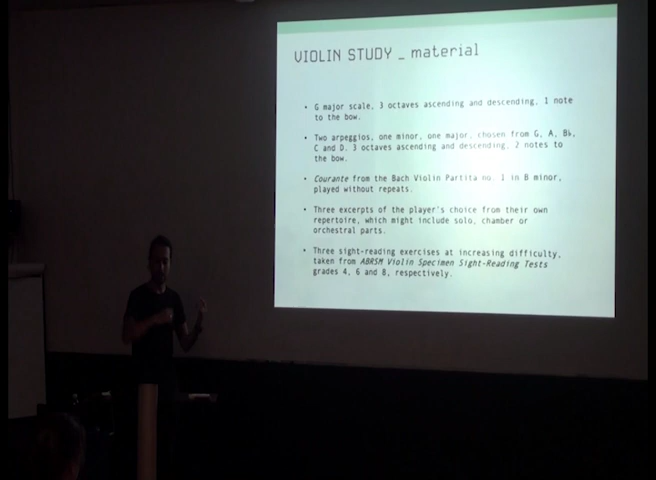 VIOLIN STUDY _ material
• G major scale, 3 octaves ascending and descending, 1 note
to the bow.
• Two arpeggios, one minor, one major, chosen from G, A, B♭,
C and D. 3 octaves ascending and descending, 2 notes to
the bow.
• Courante from the Bach Violin Partita no. 1 in B minor,
played without repeats.
• Three excerpts of the player's choice from their own
repertoire, which might include solo, chamber or
orchestral parts.
• Three sight-reading exercises at increasing difficulty,
taken from ABRSM Violin Specimen Sight-Reading Tests
grades 4, 6 and 8, respectively.